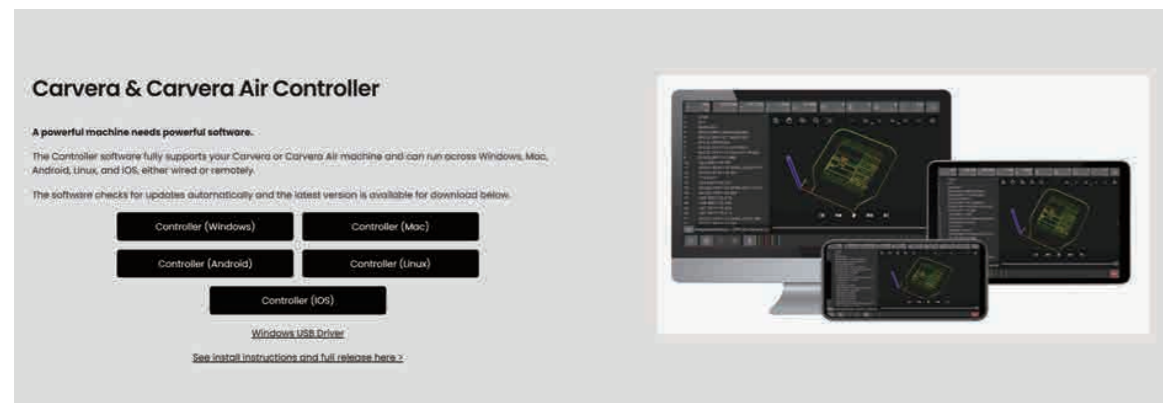 Carvera & Carvera Air Controller
A powerful machine needs powerful software.
The Controller software fully supports your Carvera or Carvera Air machine and can run across Windows, Mac,
Android, Linux, and iOS, either wired or remotely.
The software checks for updates automatically and the latest version is available for download below.
Controller (Windows)
Controller (Mac)
Controller (Android)
Controller (Linux)
Controller (IOS)
Windows USB Driver
See install instructions and full release here >